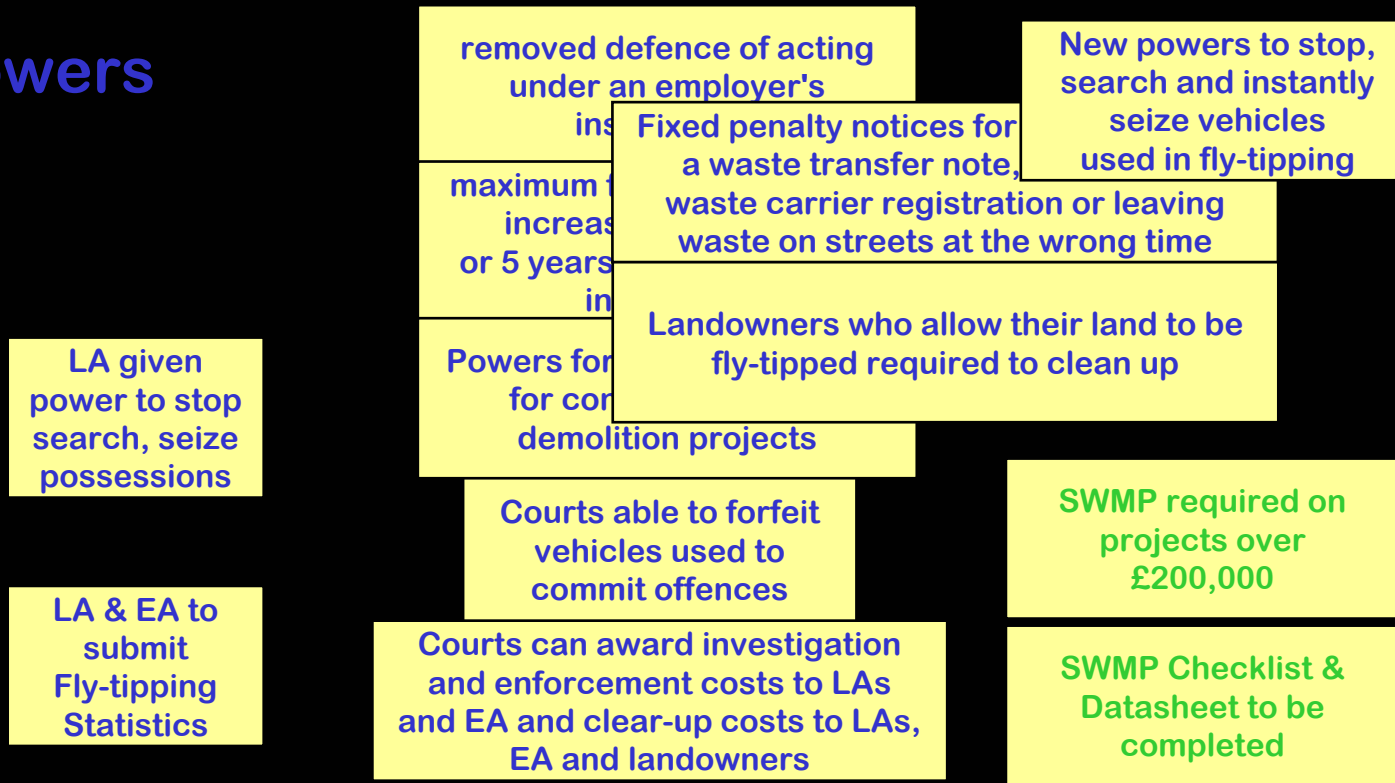 removed defence of acting
under an employer's
Fixed penalty notices for
a waste transfer note,
waste carrier registration or leaving
waste on streets at the wrong time
New powers to stop,
search and instantly
seize vehicles
used in fly-tipping
maximum
or 5 years
Landowners who allow their land to be
fly-tipped required to clean up
LA given
power to stop
search, seize
possessions
Powers for
for
demolition projects
Courts able to forfeit
vehicles used to
commit offences
SWMP required on
projects over
£200,000
LA & EA to
submit
Fly-tipping
Statistics
Courts can award investigation
and enforcement costs to LAs
and EA and clear-up costs to LAs,
EA and landowners
SWMP Checklist &
Datasheet to be
completed